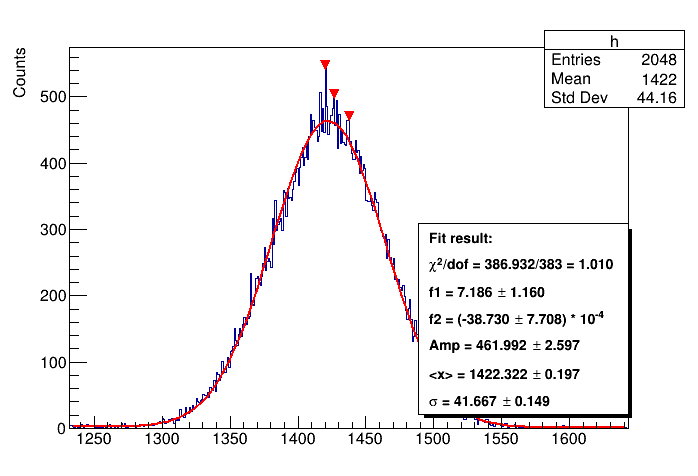 h
Entries 2048
Mean 1422
Std Dev 44.16
Counts
500
400
300
200
100
0
Fit result:
χ²/dof = 386.932/383 = 1.010
f1 = 7.186 ± 1.160
f2 = (-38.730 ± 7.708) * 10⁻⁴
Amp = 461.992 ± 2.597
<x> = 1422.322 ± 0.197
σ = 41.667 ± 0.149
1250 1300 1350 1400 1450 1500 1550 1600